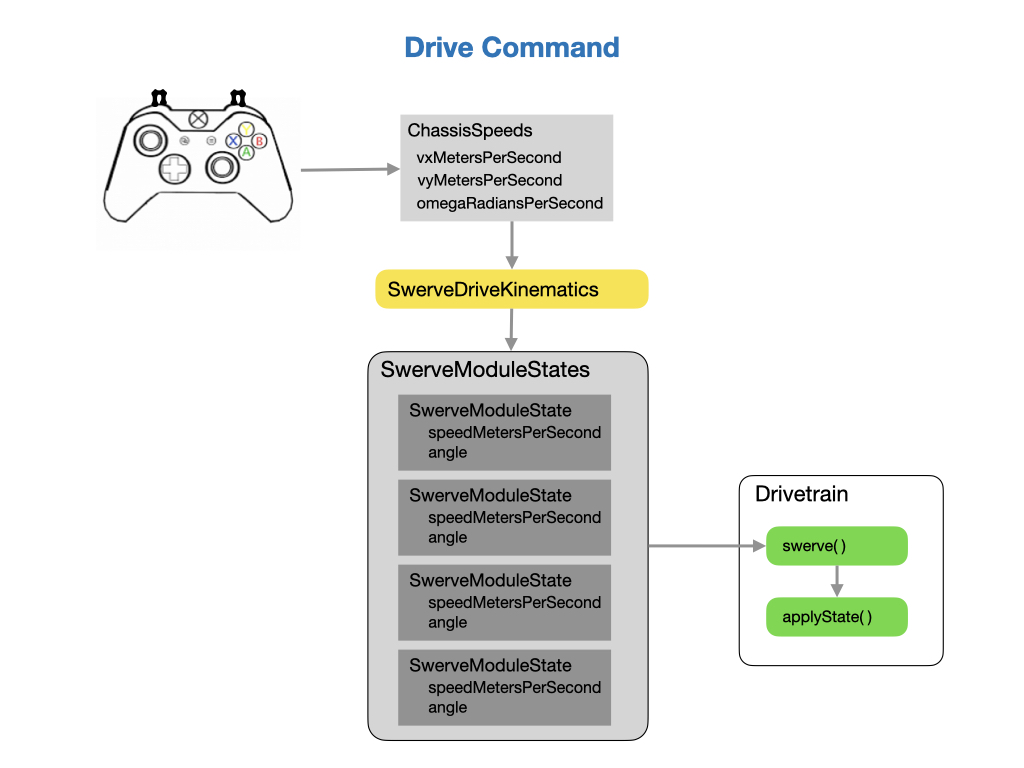 Drive Command
X
Y
X
B
A
ChassisSpeeds
vxMetersPerSecond
vyMetersPerSecond
omegaRadiansPerSecond
SwerveDriveKinematics
SwerveModuleStates
SwerveModuleState
speedMetersPerSecond
angle
SwerveModuleState
speedMetersPerSecond
angle
SwerveModuleState
speedMetersPerSecond
angle
SwerveModuleState
speedMetersPerSecond
angle
Drivetrain
swerve( )
applyState( )